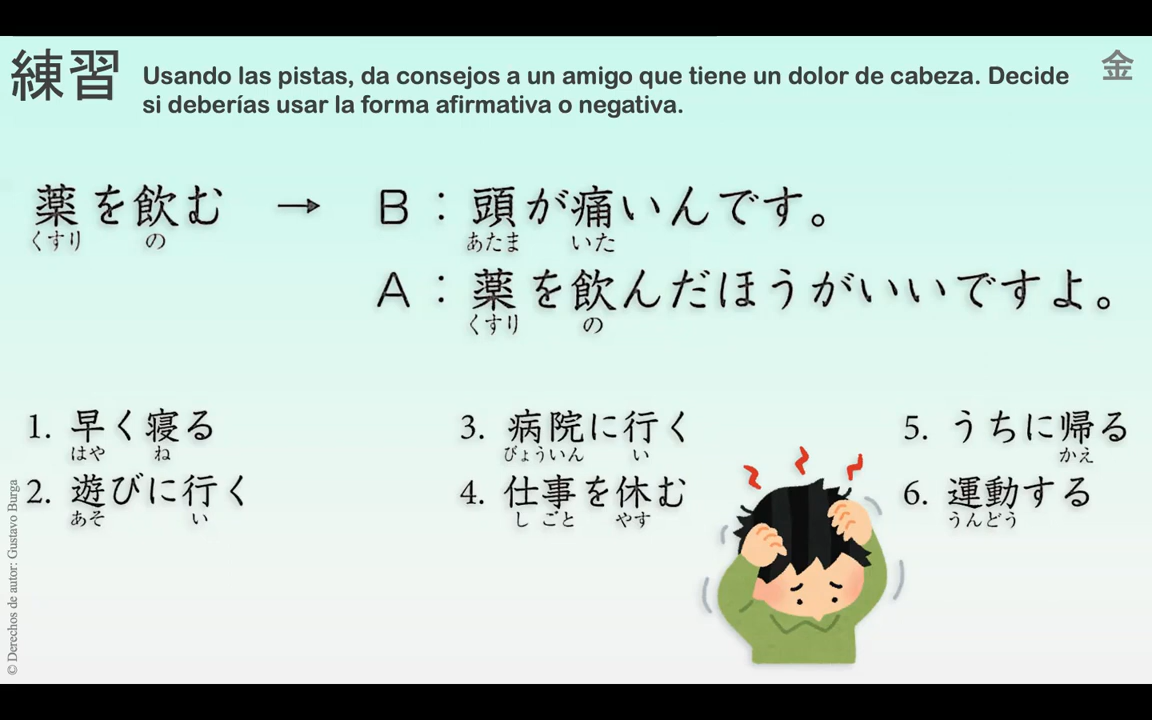 練習
Usando las pistas, da consejos a un amigo que tiene un dolor de cabeza. Decide
si deberías usar la forma afirmativa o negativa.
金
薬を飲む → B：頭が痛いんです。
くすり の あたま いた
A：薬を飲んだほうがいいですよ。
くすり の
1. 早く寝る
はや ね
2. 遊びに行く
あそ い
3. 病院に行く
びょういん い
4. 仕事を休む
し ごと やす
5. うちに帰る
かえ
6. 運動する
うんどう
© Derechos de autor: Gustavo Burga